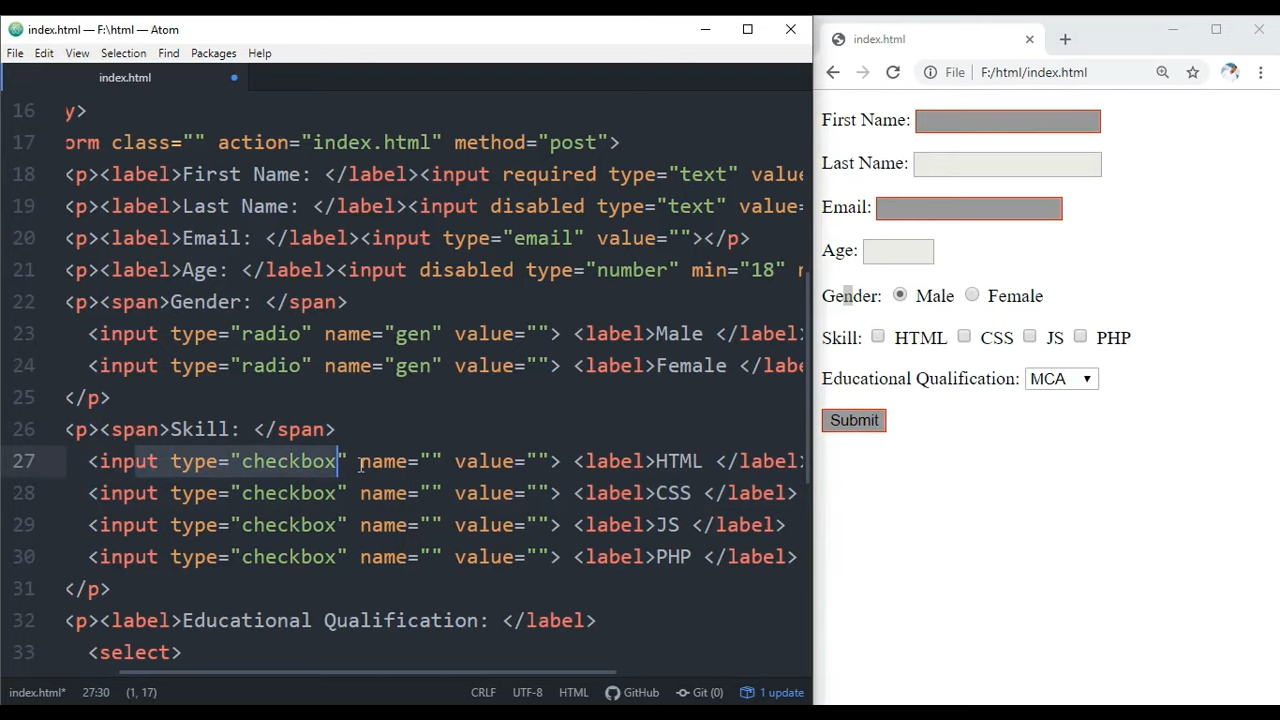 index.html — F:\html — Atom
File Edit View Selection Find Packages Help
index.html
16 y>
17 orm class="" action="index.html" method="post">
18 <p><label>First Name: </label><input required type="text" value
19 <p><label>Last Name: </label><input disabled type="text" value=
20 <p><label>Email: </label><input type="email" value=""></p>
21 <p><label>Age: </label><input disabled type="number" min="18"
22 <p><span>Gender: </span>
23 <input type="radio" name="gen" value=""> <label>Male </label>
24 <input type="radio" name="gen" value=""> <label>Female </lab
25 </p>
26 <p><span>Skill: </span>
27 <input type="checkbox" name="" value=""> <label>HTML </label>
28 <input type="checkbox" name="" value=""> <label>CSS </label>
29 <input type="checkbox" name="" value=""> <label>JS </label>
30 <input type="checkbox" name="" value=""> <label>PHP </label>
31 </p>
32 <p><label>Educational Qualification: </label>
33 <select>
index.html* 27:30 (1, 17) CRLF UTF-8 HTML GitHub Git (0) 1 update
index.html
File F:/html/index.html
First Name:
Last Name:
Email:
Age:
Gender: Male Female
Skill: HTML CSS JS PHP
Educational Qualification: MCA
Submit